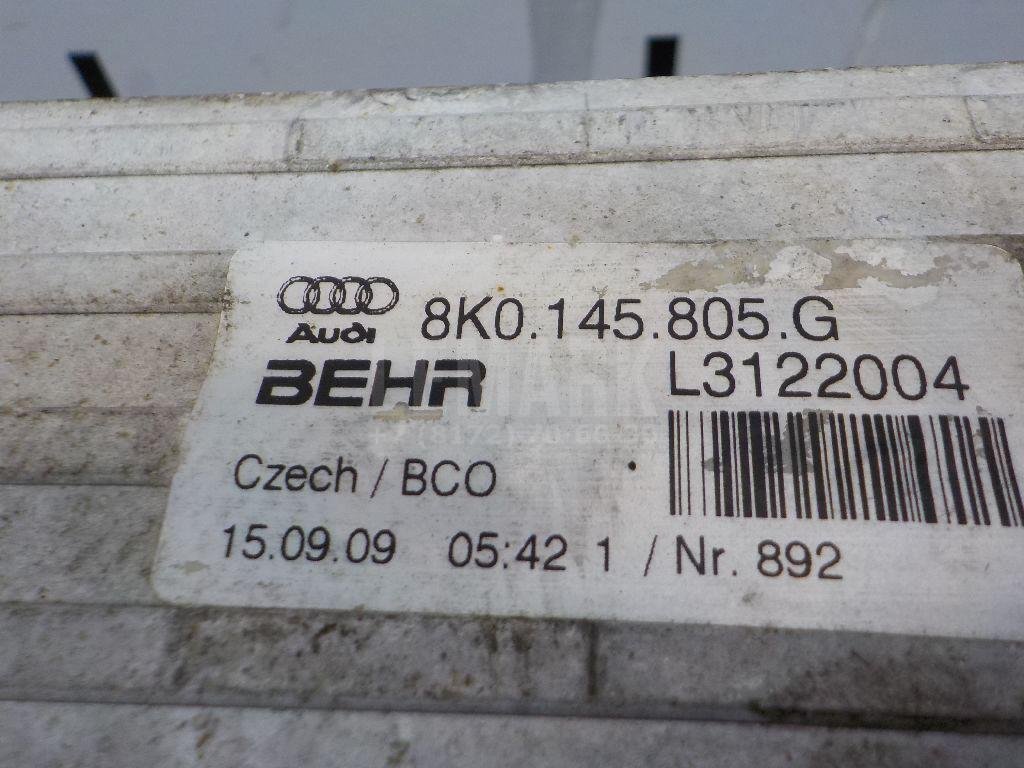 8K0.145.805.G
Audi
BEHR L3122004
Czech / BCO
15.09.09 05:42 1 / Nr. 892